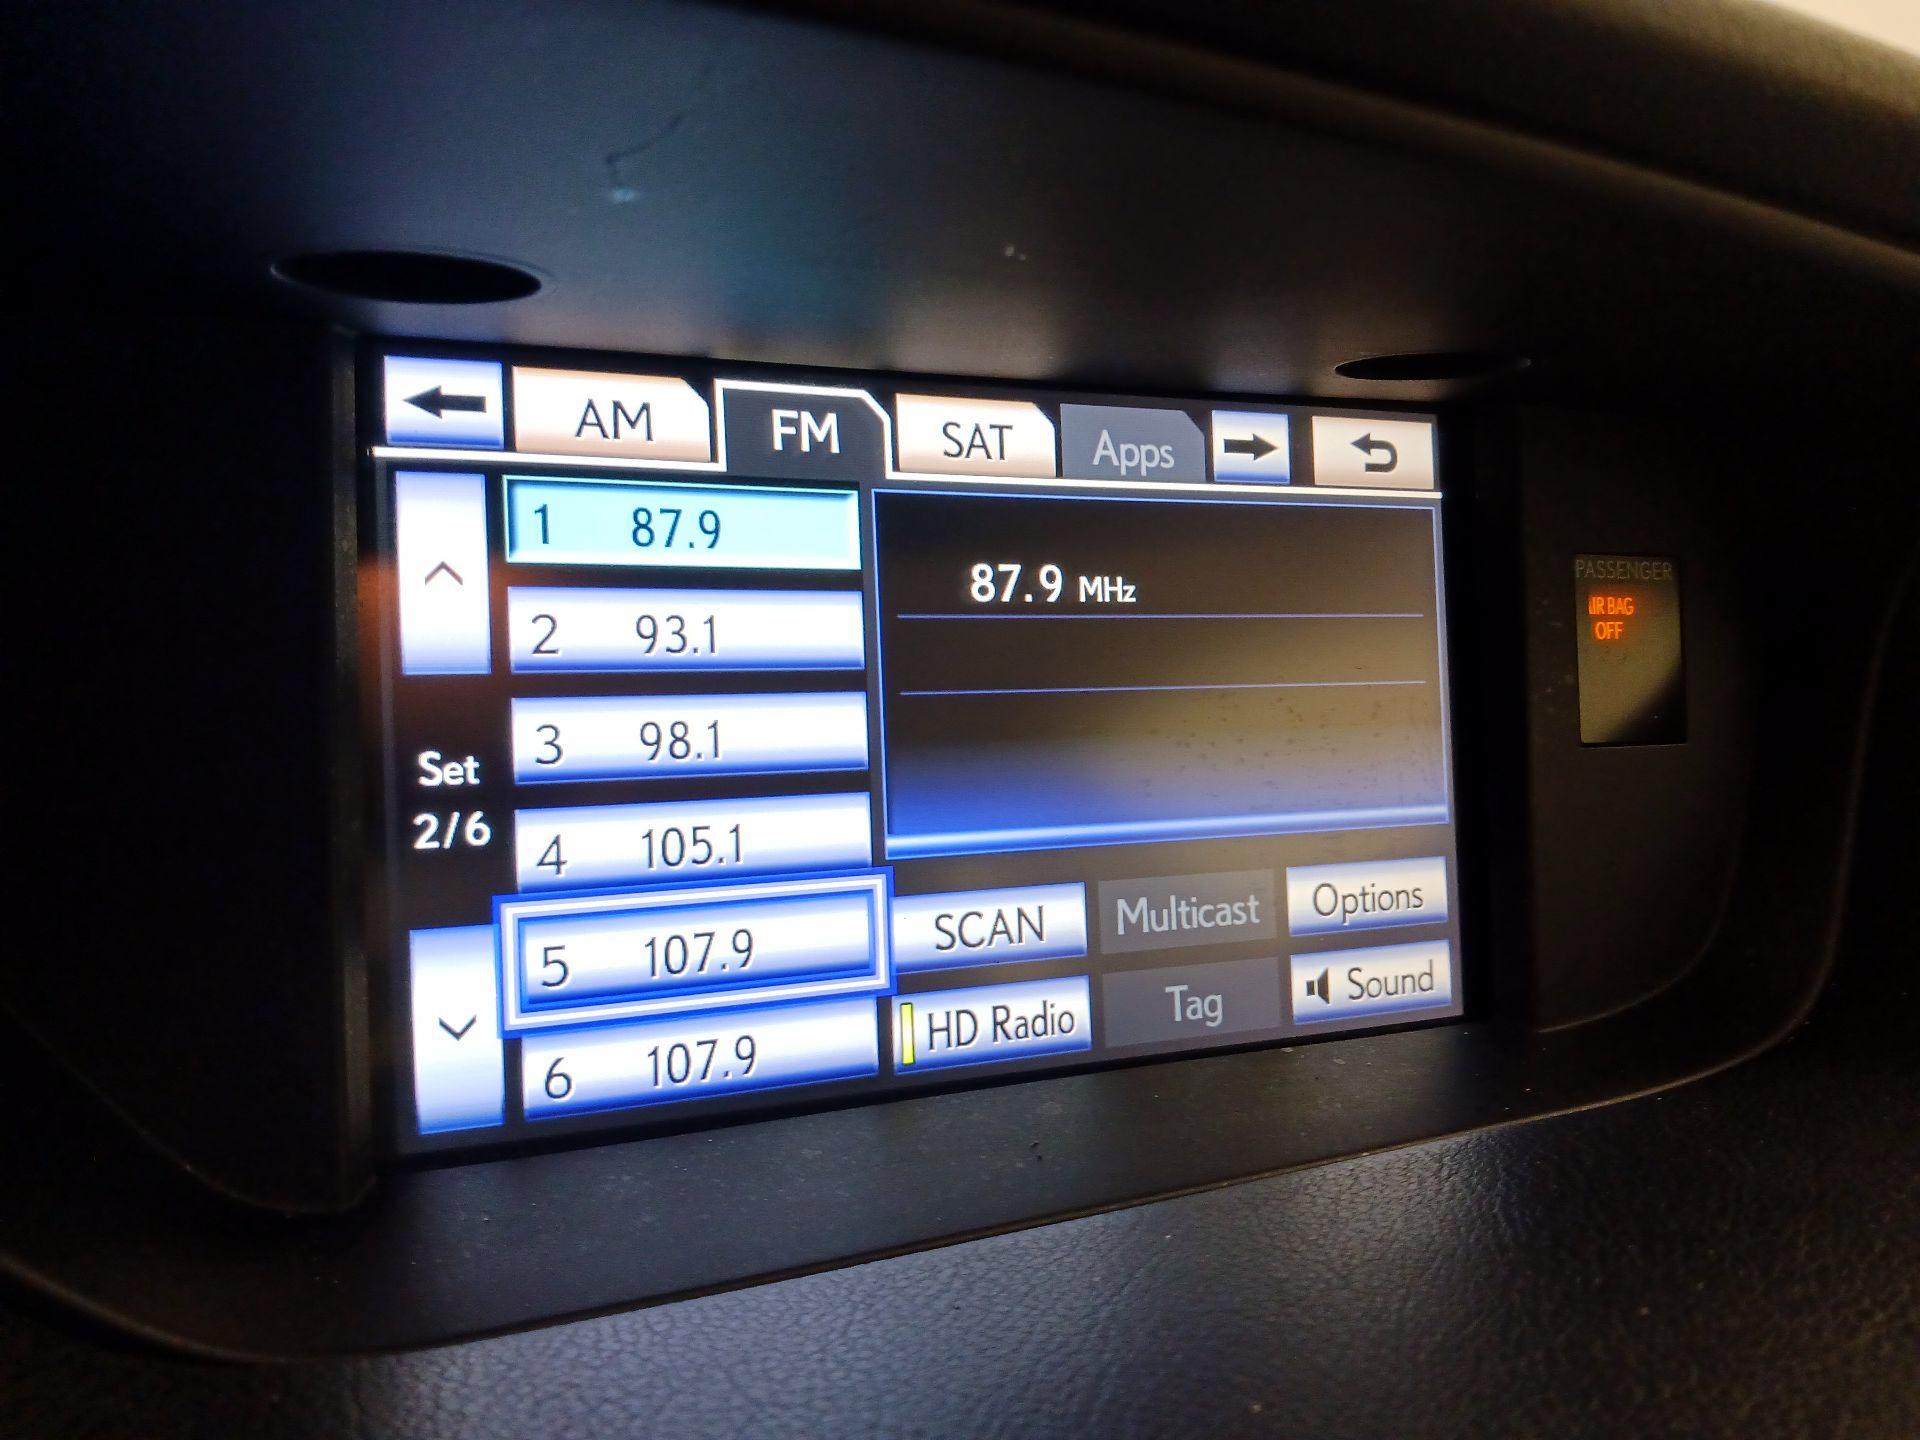 AM
FM
SAT
Apps
1 87.9
2 93.1
3 98.1
4 105.1
5 107.9
6 107.9
Set
2/6
87.9 MHz
SCAN
Multicast
Options
HD Radio
Tag
Sound
PASSENGER
AIR BAG
OFF